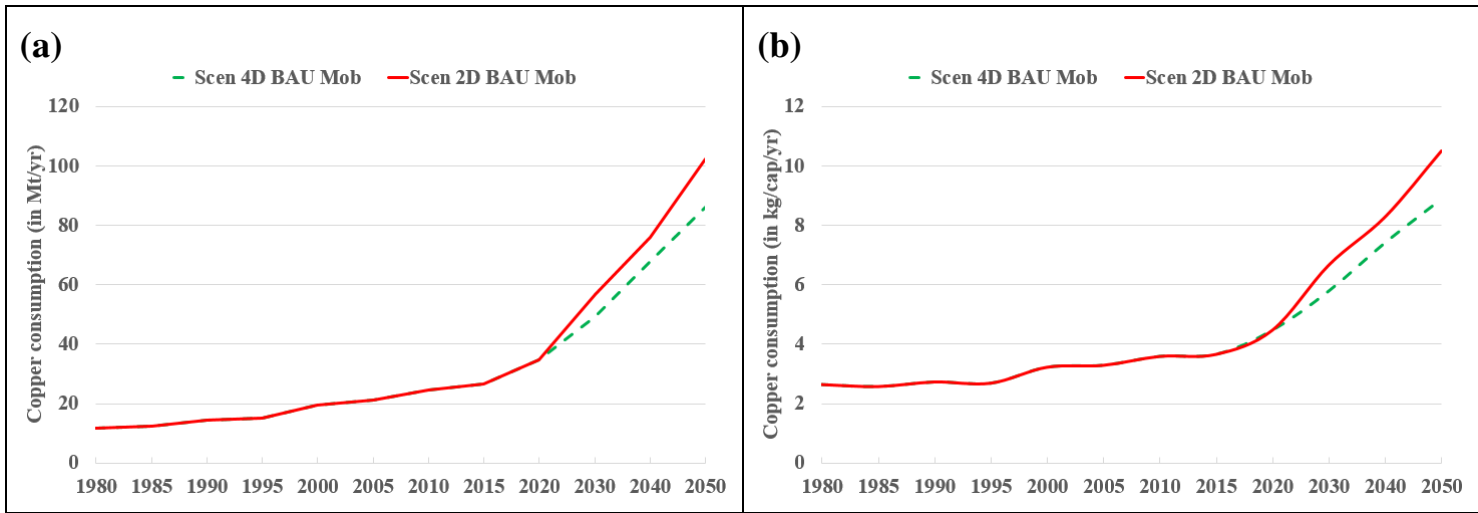 (a)
Scen 4D BAU Mob
Scen 2D BAU Mob
Copper consumption (in Mt/yr)
120
100
80
60
40
20
0
1980 1985 1990 1995 2000 2005 2010 2015 2020 2030 2040 2050
(b)
Scen 4D BAU Mob
Scen 2D BAU Mob
Copper consumption (in kg/cap/yr)
12
10
8
6
4
2
0
1980 1985 1990 1995 2000 2005 2010 2015 2020 2030 2040 2050